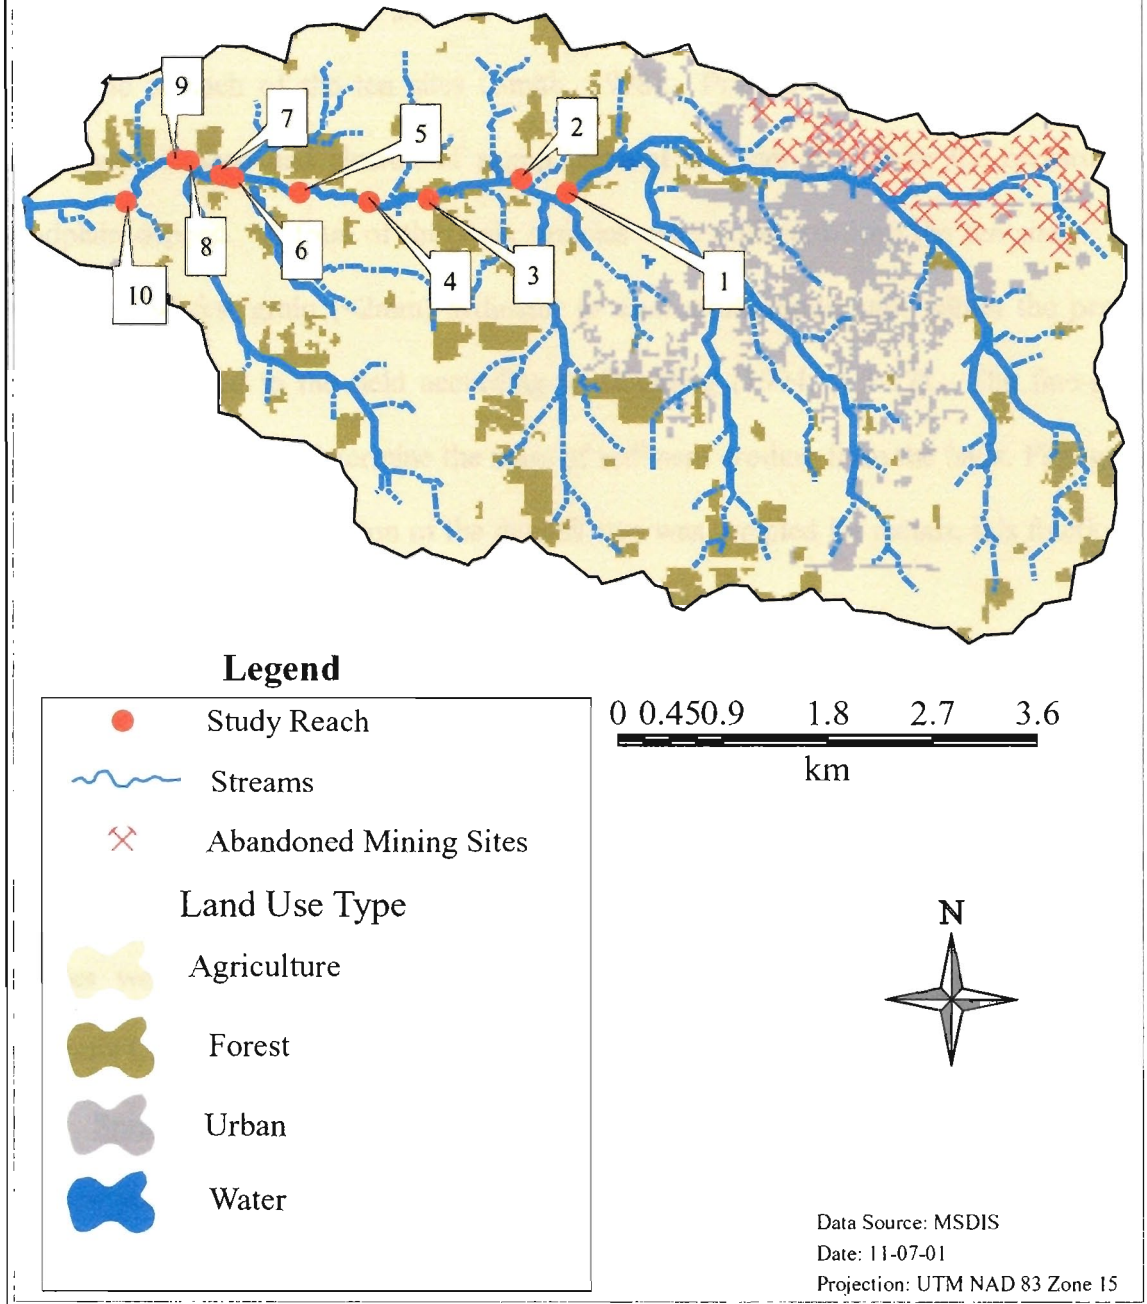 9
7
5
2
8
6
4
3
1
10
Legend
Study Reach
Streams
Abandoned Mining Sites
Land Use Type
Agriculture
Forest
Urban
Water
0 0.450.9 1.8 2.7 3.6
km
N
Data Source: MSDIS
Date: 11-07-01
Projection: UTM NAD 83 Zone 15